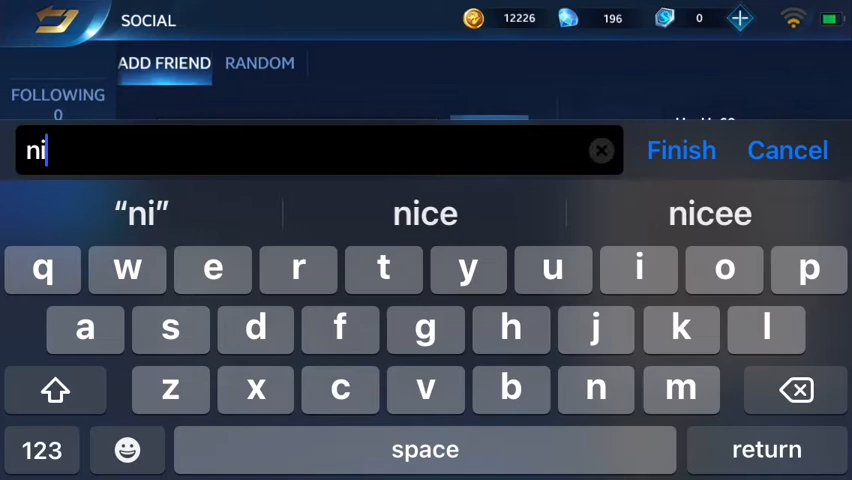 SOCIAL 12226 196 0
ADD FRIEND RANDOM
FOLLOWING
0
ni Finish Cancel
“ni” nice nicee
q w e r t y u i o p
a s d f g h j k l
z x c v b n m
123 space return